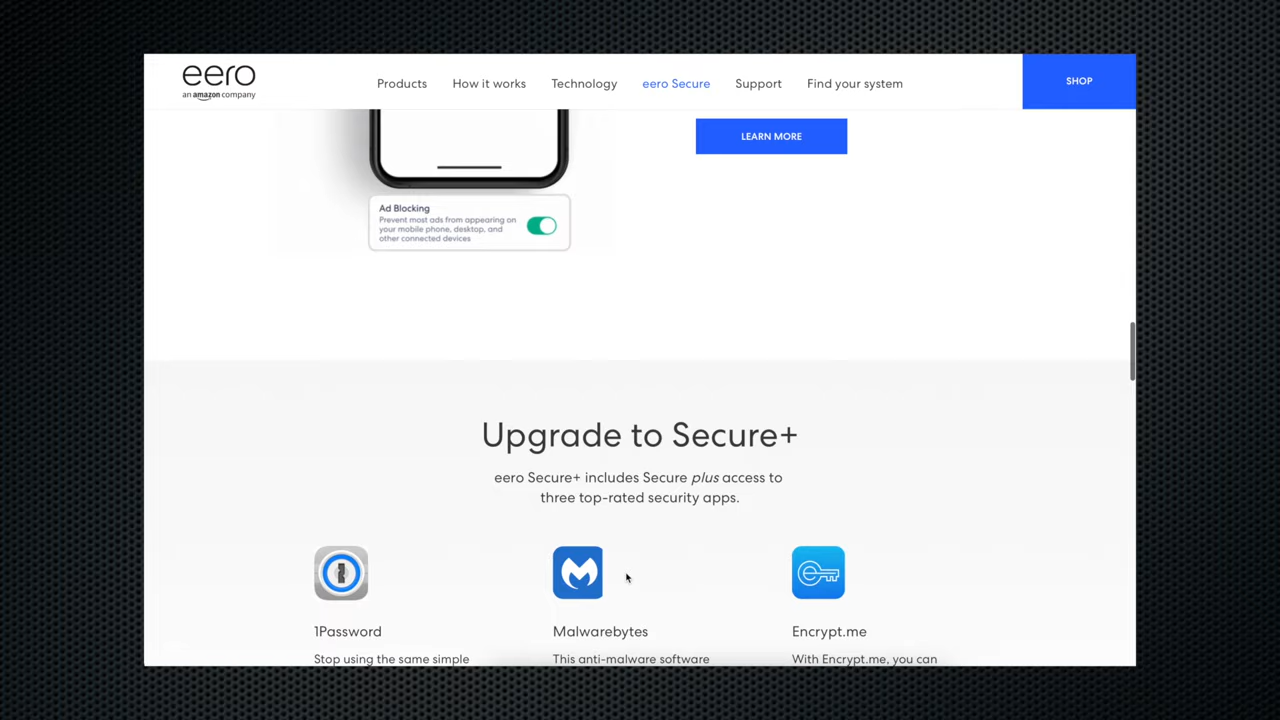 eero
an amazon company
Products How it works Technology eero Secure Support Find your system
SHOP
LEARN MORE
Ad Blocking
Prevent most ads from appearing on
your mobile phone, desktop, and
other connected devices
Upgrade to Secure+
eero Secure+ includes Secure plus access to
three top-rated security apps.
1Password
Stop using the same simple
Malwarebytes
This anti-malware software
Encrypt.me
With Encrypt.me, you can